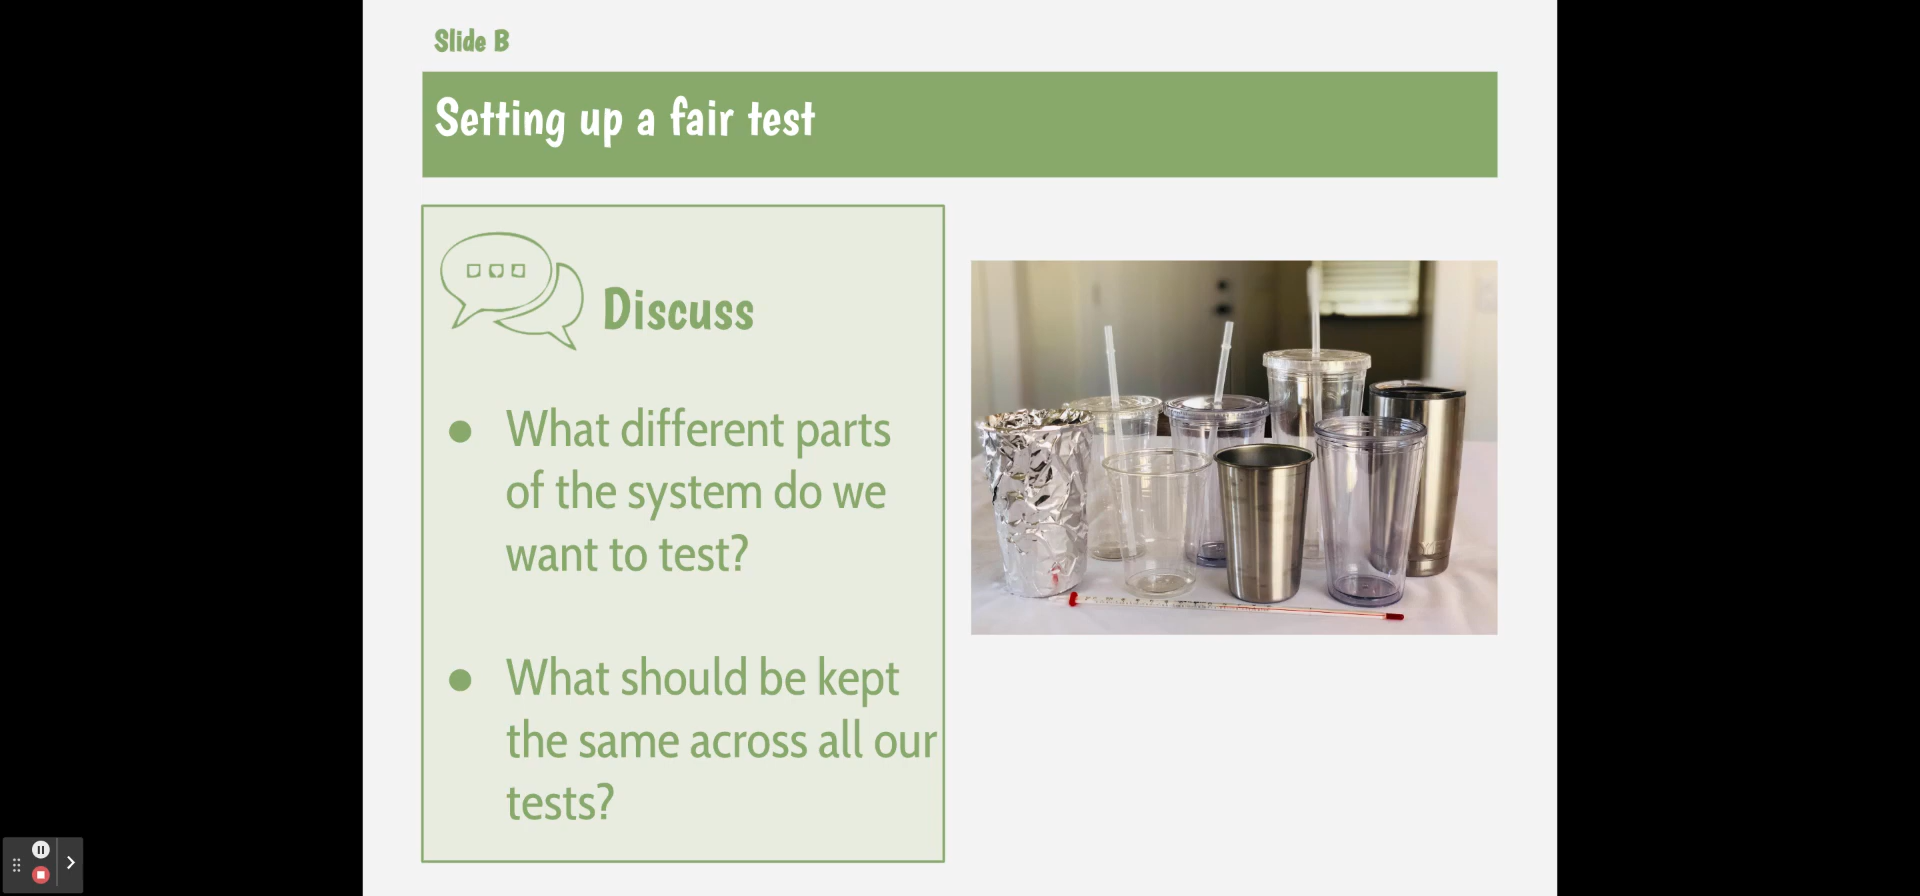 Slide B
Setting up a fair test
Discuss
● What different parts
of the system do we
want to test?
● What should be kept
the same across all our
tests?